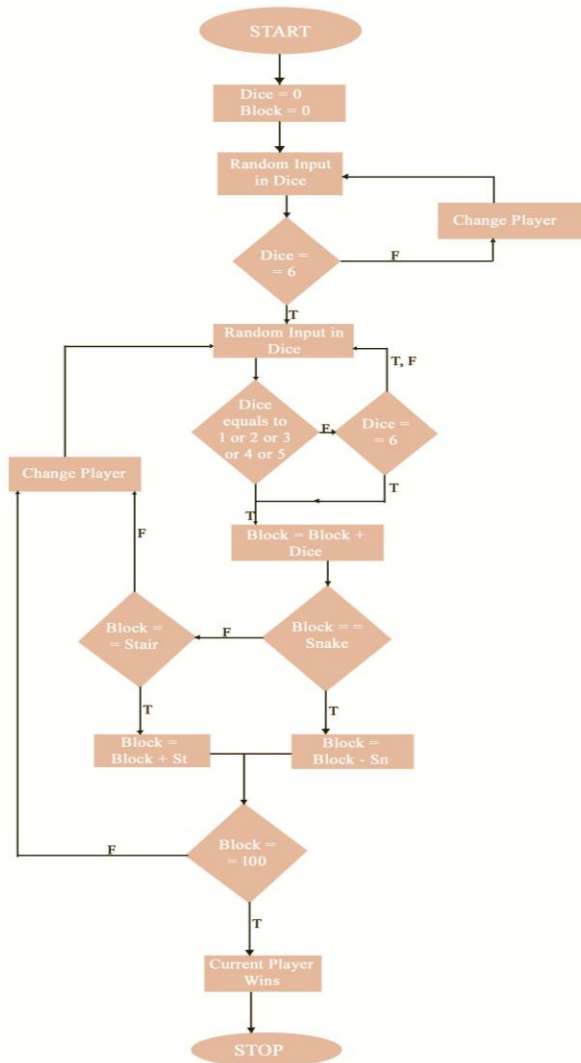 START
Dice = 0
Block = 0
Random Input
in Dice
Change Player
Dice =
= 6
F
T
Random Input in
Dice
T, F
Dice
equals to
1 or 2 or 3
or 4 or 5
F
Dice =
= 6
Change Player
T
T
F
Block = Block +
Dice
Block =
= Stair
F
Block = =
Snake
T
T
Block =
Block + St
Block =
Block - Sn
F
Block =
= 100
T
Current Player
Wins
STOP